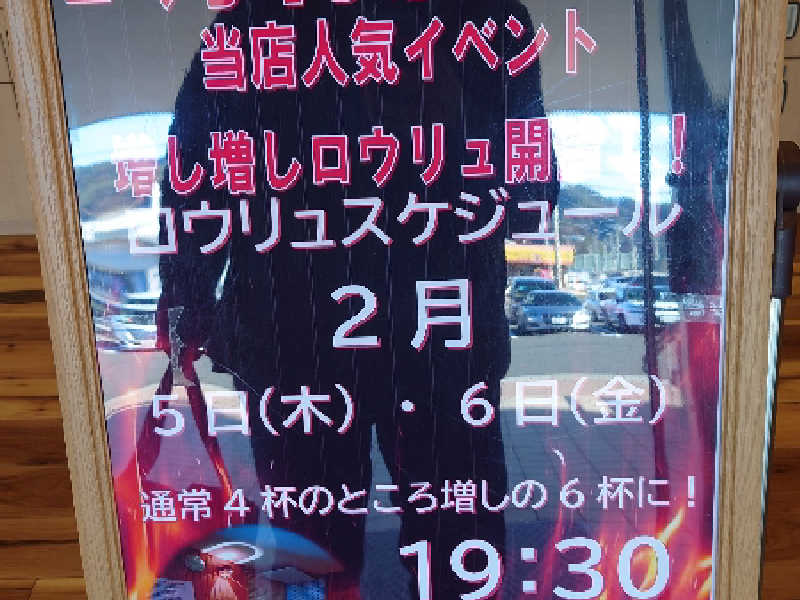 当店人気イベント
増し増しロウリュ開　！
ロウリュスケジュール
2月
5日(木)・6日(金)
通常4杯のところ増しの6杯に！
19:30